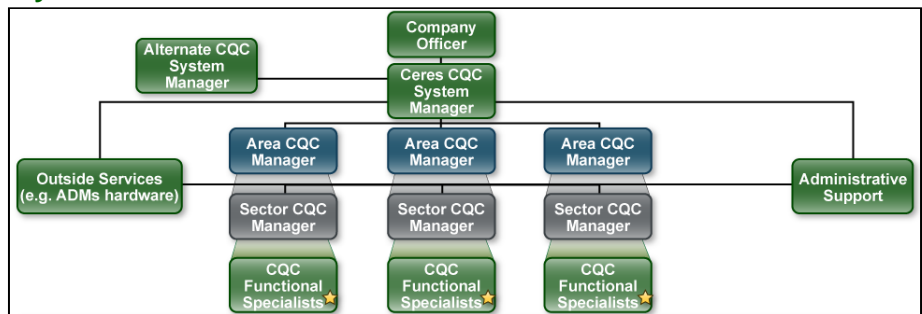 Company
Officer
Alternate CQC
System
Manager
Ceres CQC
System
Manager
Area CQC
Manager
Area CQC
Manager
Area CQC
Manager
Outside Services
(e.g. ADMs hardware)
Administrative
Support
Sector CQC
Manager
Sector CQC
Manager
Sector CQC
Manager
CQC
Functional
Specialists
CQC
Functional
Specialists
CQC
Functional
Specialists